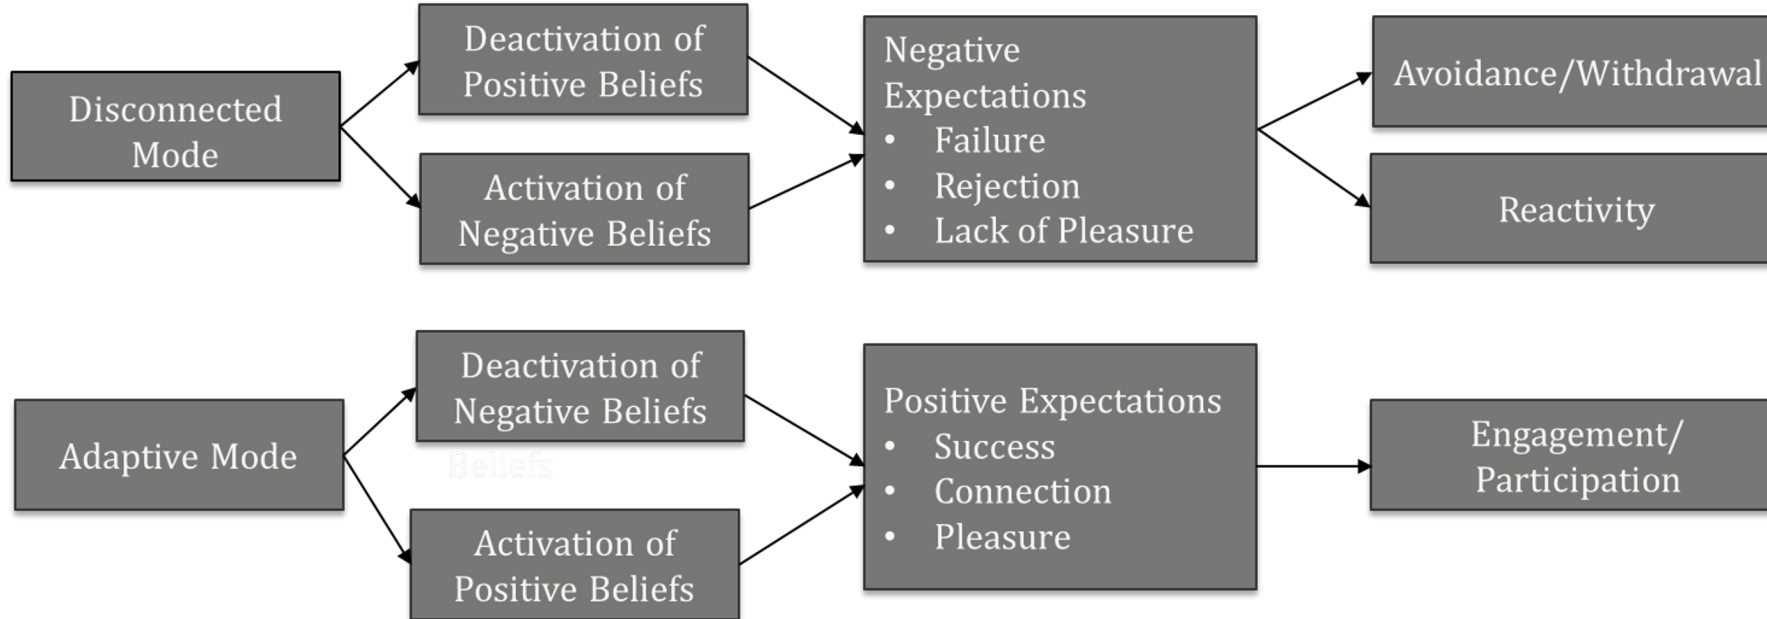 Disconnected
Mode
Deactivation of
Positive Beliefs
Activation of
Negative Beliefs
Negative
Expectations
• Failure
• Rejection
• Lack of Pleasure
Avoidance/Withdrawal
Reactivity
Adaptive Mode
Deactivation of
Negative Beliefs
Beliefs
Activation of
Positive Beliefs
Positive Expectations
• Success
• Connection
• Pleasure
Engagement/
Participation